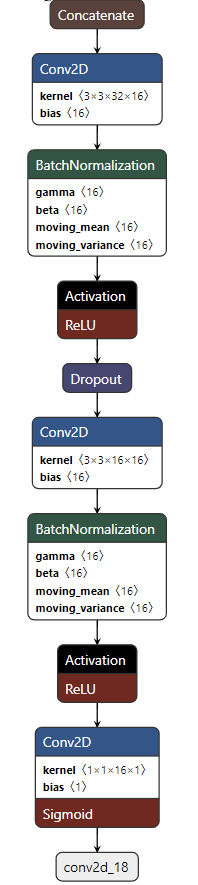 Concatenate
Conv2D
kernel ⟨3×3×32×16⟩
bias ⟨16⟩
BatchNormalization
gamma ⟨16⟩
beta ⟨16⟩
moving_mean ⟨16⟩
moving_variance ⟨16⟩
Activation
ReLU
Dropout
Conv2D
kernel ⟨3×3×16×16⟩
bias ⟨16⟩
BatchNormalization
gamma ⟨16⟩
beta ⟨16⟩
moving_mean ⟨16⟩
moving_variance ⟨16⟩
Activation
ReLU
Conv2D
kernel ⟨1×1×16×1⟩
bias ⟨1⟩
Sigmoid
conv2d_18